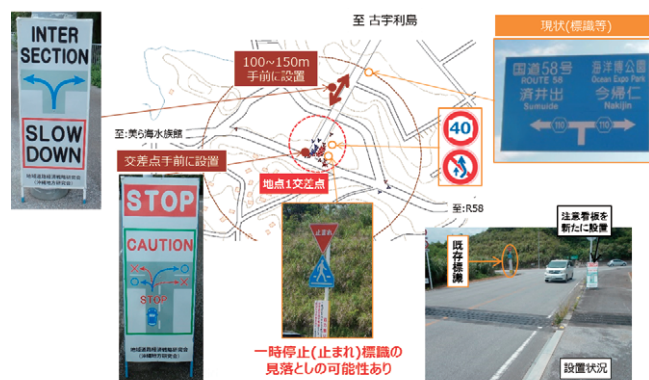 至 古宇利島
現状(標識等)
INTER
SECTION
SLOW
DOWN
100~150m
手前に設置
国道58号
ROUTE 58
済井出
Sumuide
海洋博公園
Ocean Expo Park
今帰仁
Nakijin
110
110
至:美ら海水族館
交差点手前に設置
40
地点1交差点
至:R58
STOP
CAUTION
STOP
止まれ
一時停止(止まれ)標識の
見落としの可能性あり
注意看板を
新たに設置
既存標識
設置状況